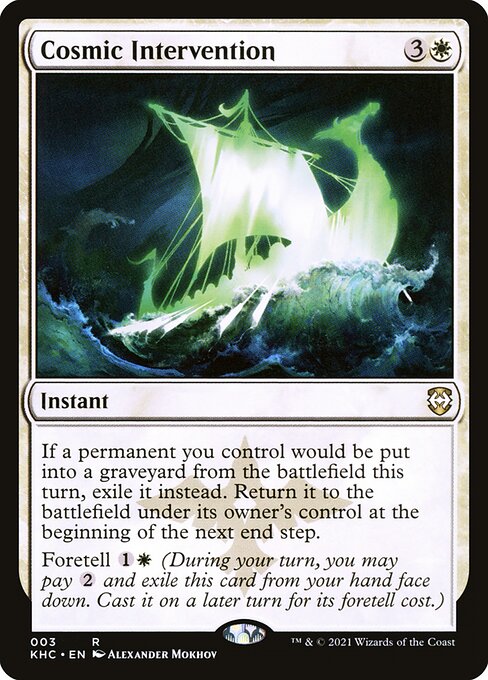 Cosmic Intervention 3
Instant
If a permanent you control would be put
into a graveyard from the battlefield this
turn, exile it instead. Return it to the
battlefield under its owner's control at the
beginning of the next end step.
Foretell 1 (During your turn, you may
pay 2 and exile this card from your hand face
down. Cast it on a later turn for its foretell cost.)
003 R
KHC • EN Alexander Mokhov
™ & © 2021 Wizards of the Coast